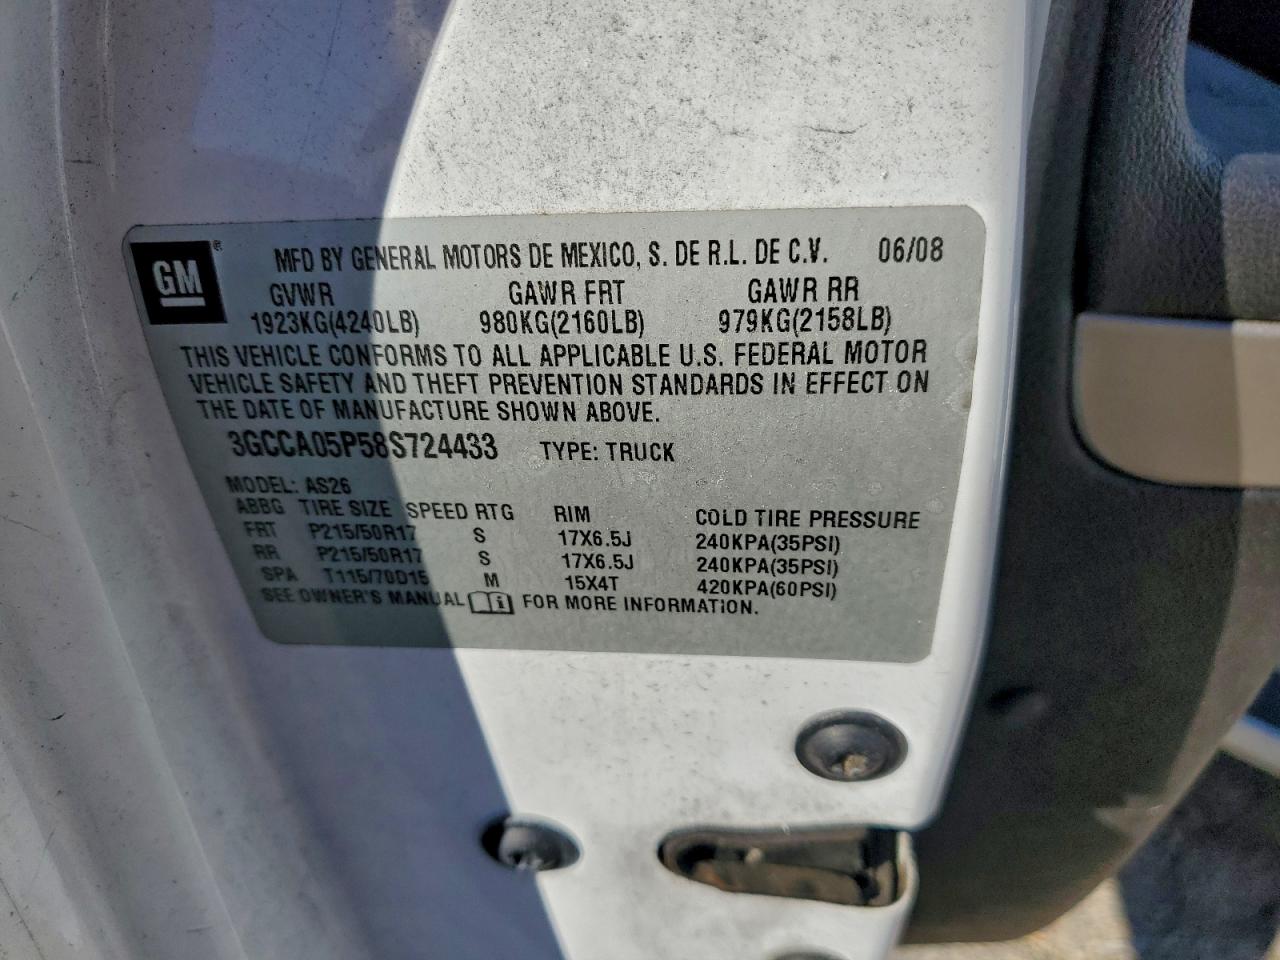 GM ® MFD BY GENERAL MOTORS DE MEXICO, S. DE R.L. DE C.V. 06/08
GVWR GAWR FRT GAWR RR
1923KG(4240LB) 980KG(2160LB) 979KG(2158LB)
THIS VEHICLE CONFORMS TO ALL APPLICABLE U.S. FEDERAL MOTOR
VEHICLE SAFETY AND THEFT PREVENTION STANDARDS IN EFFECT ON
THE DATE OF MANUFACTURE SHOWN ABOVE.
3GCCA05P58S724433 TYPE: TRUCK
MODEL: AS26
ABBG TIRE SIZE SPEED RTG RIM COLD TIRE PRESSURE
FRT P215/50R17 S 17X6.5J 240KPA(35PSI)
RR P215/50R17 S 17X6.5J 240KPA(35PSI)
SPA T115/70D15 M 15X4T 420KPA(60PSI)
SEE OWNER'S MANUAL i FOR MORE INFORMATION.